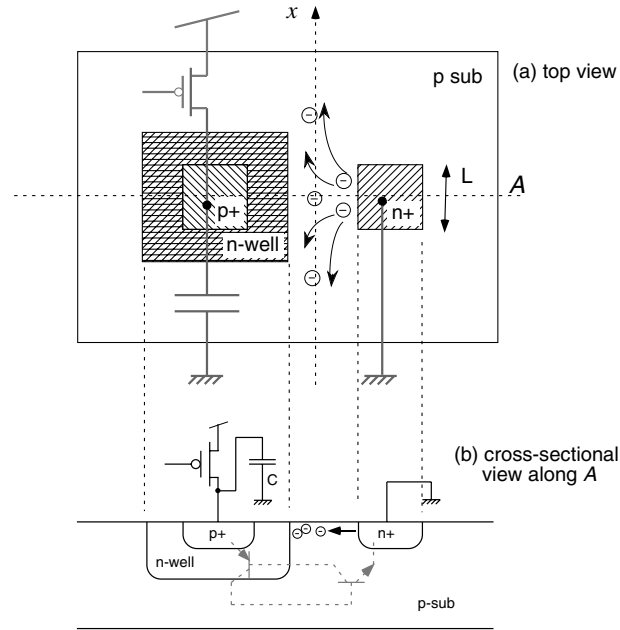 x
p sub
(a) top view
L
A
p+
n+
n-well
(b) cross-sectional
view along A
C
p+
n+
n-well
p-sub